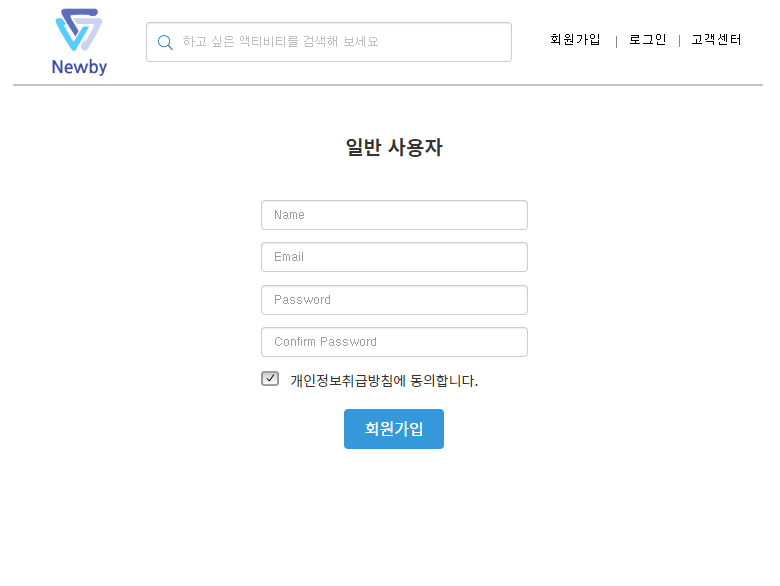 Newby
하고 싶은 액티비티를 검색해 보세요
회원가입 | 로그인 | 고객센터
일반 사용자
Name
Email
Password
Confirm Password
개인정보취급방침에 동의합니다.
회원가입